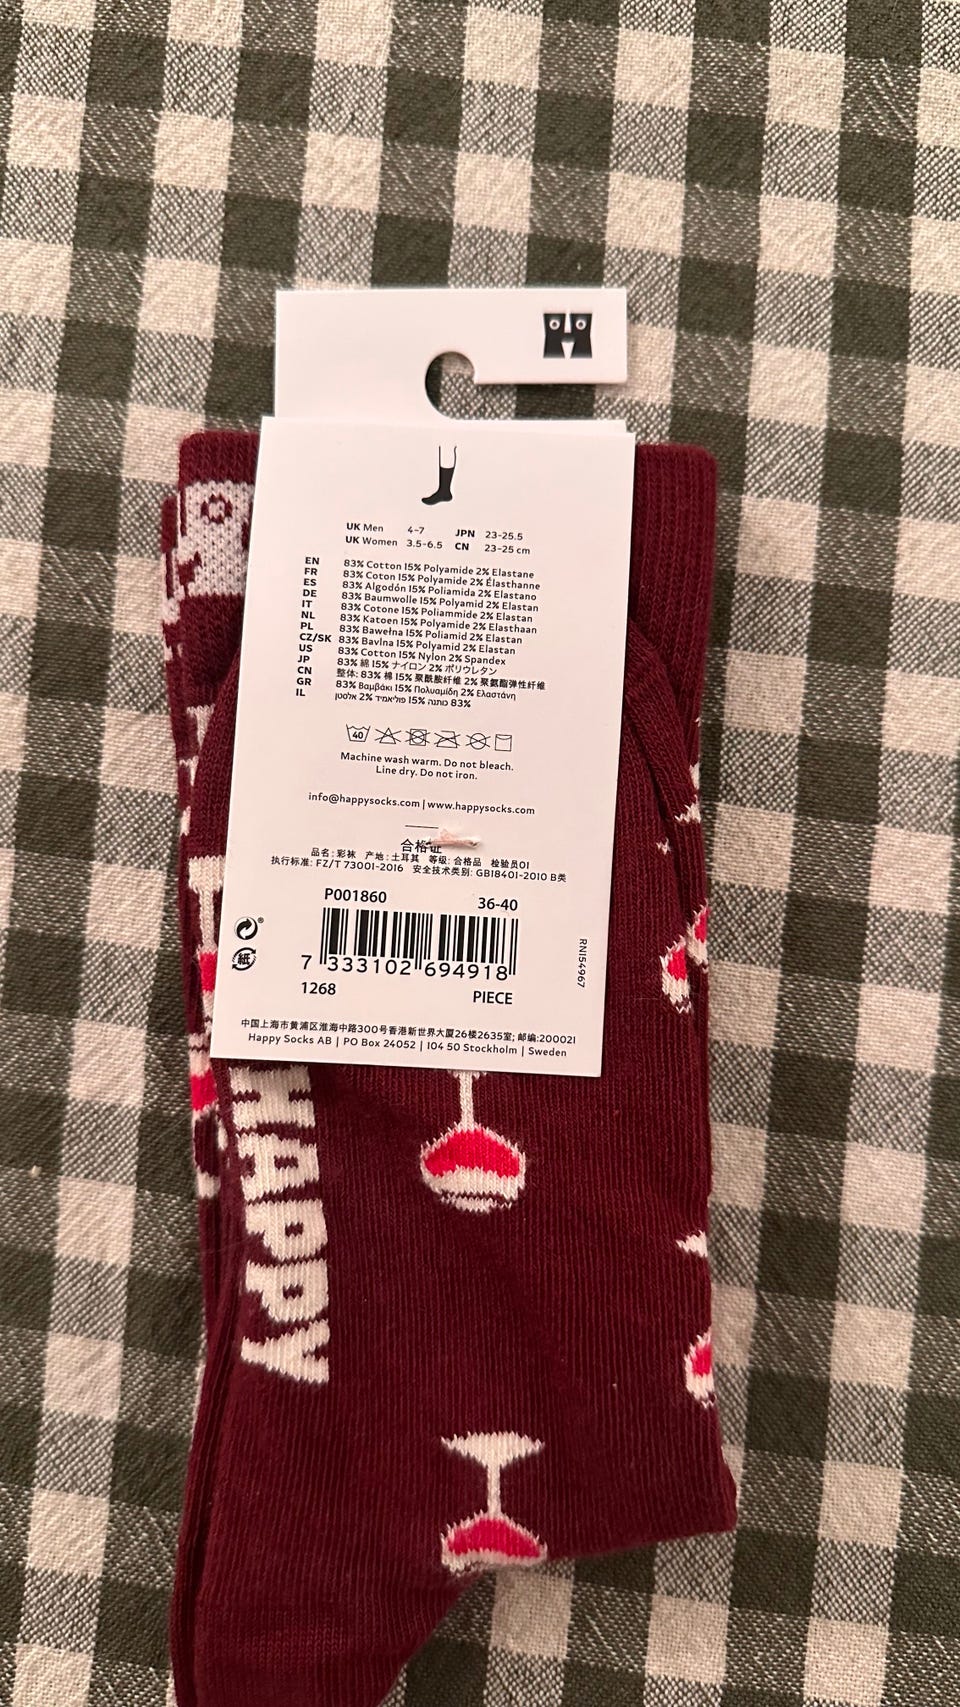 UK Men 4-7 JPN 23-25.5
UK Women 3.5-6.5 CN 23-25 cm
EN 83% Cotton 15% Polyamide 2% Elastane
FR 83% Coton 15% Polyamide 2% Élasthanne
ES 83% Algodón 15% Poliamida 2% Elastano
DE 83% Baumwolle 15% Polyamid 2% Elastan
IT 83% Cotone 15% Poliammide 2% Elastan
NL 83% Katoen 15% Polyamide 2% Elasthaan
PL 83% Bawełna 15% Poliamid 2% Elastan
CZ/SK 83% Bavlna 15% Polyamid 2% Elastan
US 83% Cotton 15% Nylon 2% Spandex
JP 83% 綿 15% ナイロン 2% ポリウレタン
CN 整体: 83% 棉 15% 聚酰胺纤维 2% 聚氨酯弹性纤维
GR 83% Βαμβάκι 15% Πολυαμίδη 2% Ελαστάνη
IL 83% כותנה 15% פוליאמיד 2% אלסטן
40
Machine wash warm. Do not bleach.
Line dry. Do not iron.
info@happysocks.com | www.happysocks.com
合格证
品名: 彩袜 产地: 土耳其 等级: 合格品 检验员01
执行标准: FZ/T 73001-2016 安全技术类别: GB18401-2010 B类
P001860 36-40
7 333102 694918
1268 PIECE
RN154967
紙
中国上海市黄浦区淮海中路300号香港新世界大厦26楼2635室; 邮编:200021
Happy Socks AB | PO Box 24052 | 104 50 Stockholm | Sweden
HAPPY